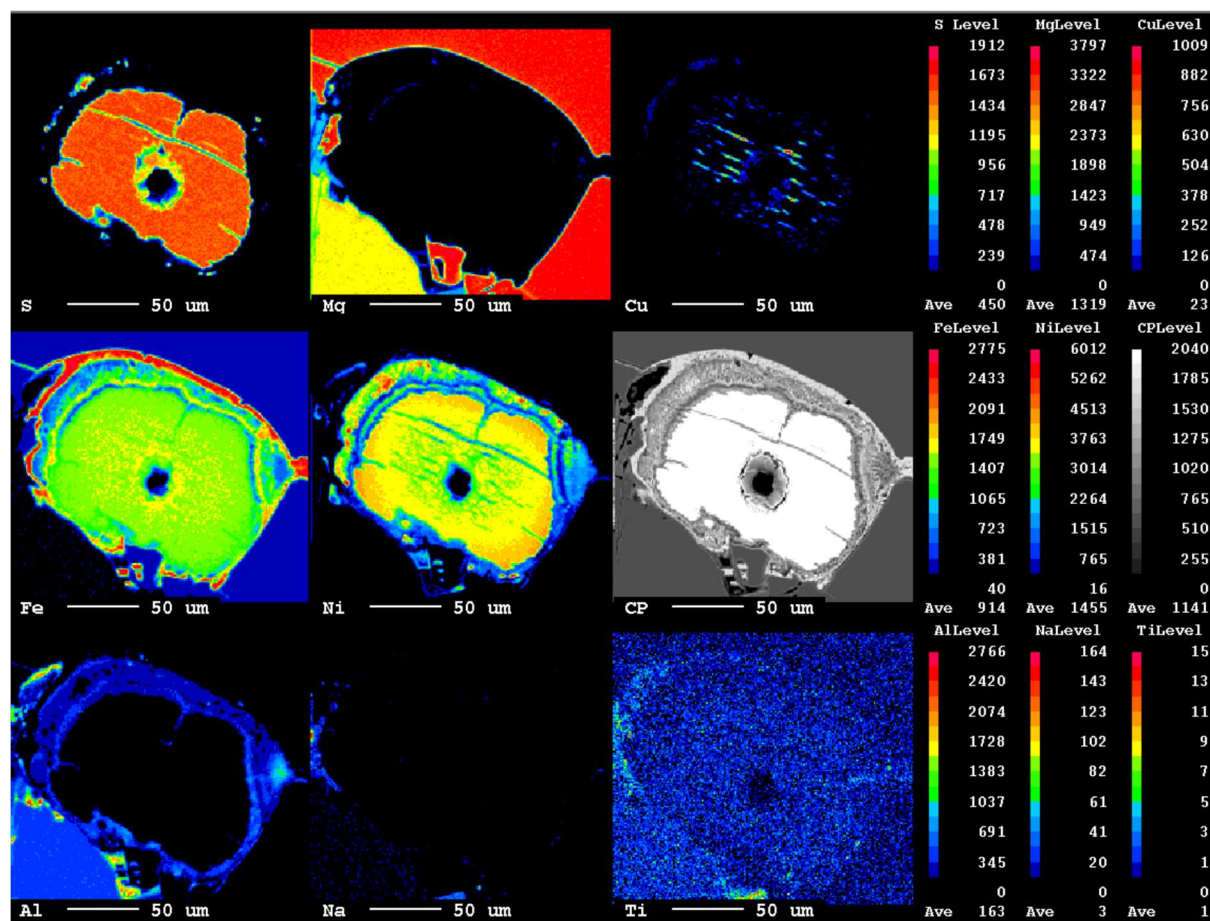 S Level MgLevel CuLevel
1912 3797 1009
1673 3322 882
1434 2847 756
1195 2373 630
956 1898 504
717 1423 378
478 949 252
239 474 126
0 0 0
S 50 um Mg 50 um Cu 50 um Ave 450 Ave 1319 Ave 23
FeLevel NiLevel CPLevel
2775 6012 2040
2433 5262 1785
2091 4513 1530
1749 3763 1275
1407 3014 1020
1065 2264 765
723 1515 510
381 765 255
40 16 0
Fe 50 um Ni 50 um CP 50 um Ave 914 Ave 1455 Ave 1141
AlLevel NaLevel TiLevel
2766 164 15
2420 143 13
2074 123 11
1728 102 9
1383 82 7
1037 61 5
691 41 3
345 20 1
0 0 0
Al 50 um Na 50 um Ti 50 um Ave 163 Ave 3 Ave 1